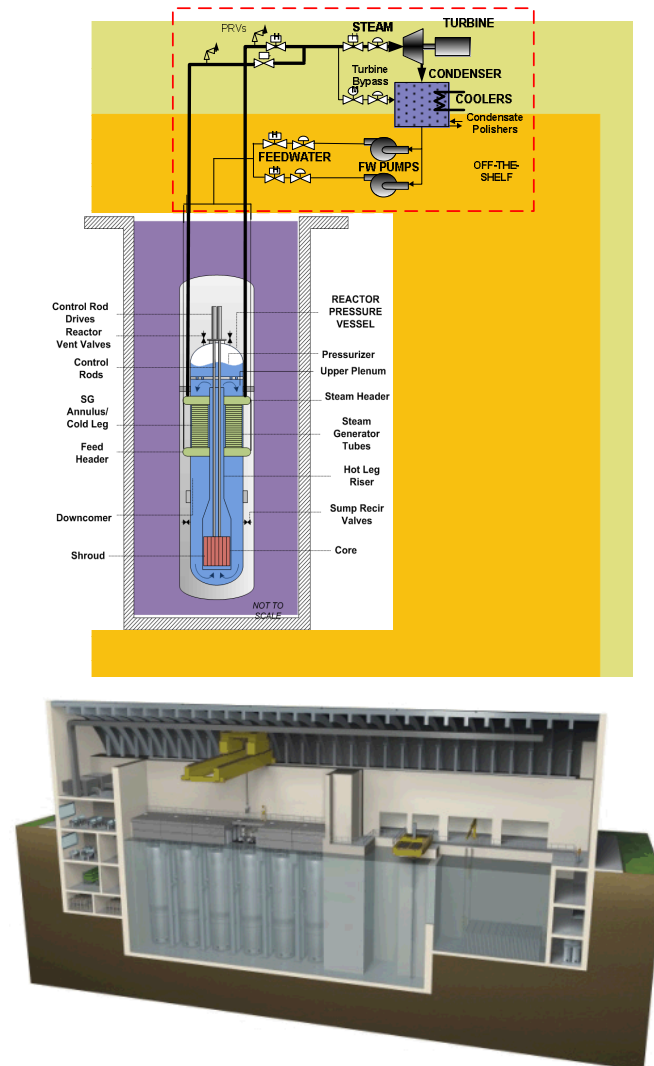 PRVs
STEAM
TURBINE
H
H
H
H
H
Turbine
Bypass
CONDENSER
COOLERS
Condensate
Polishers
FEEDWATER
FW PUMPS
OFF-THE-
SHELF
Control Rod
Drives
Reactor
Vent Valves
Control
Rods
SG
Annulus/
Cold Leg
Feed
Header
Downcomer
Shroud
REACTOR
PRESSURE
VESSEL
Pressurizer
Upper Plenum
Steam Header
Steam
Generator
Tubes
Hot Leg
Riser
Sump Recir
Valves
Core
NOT TO
SCALE